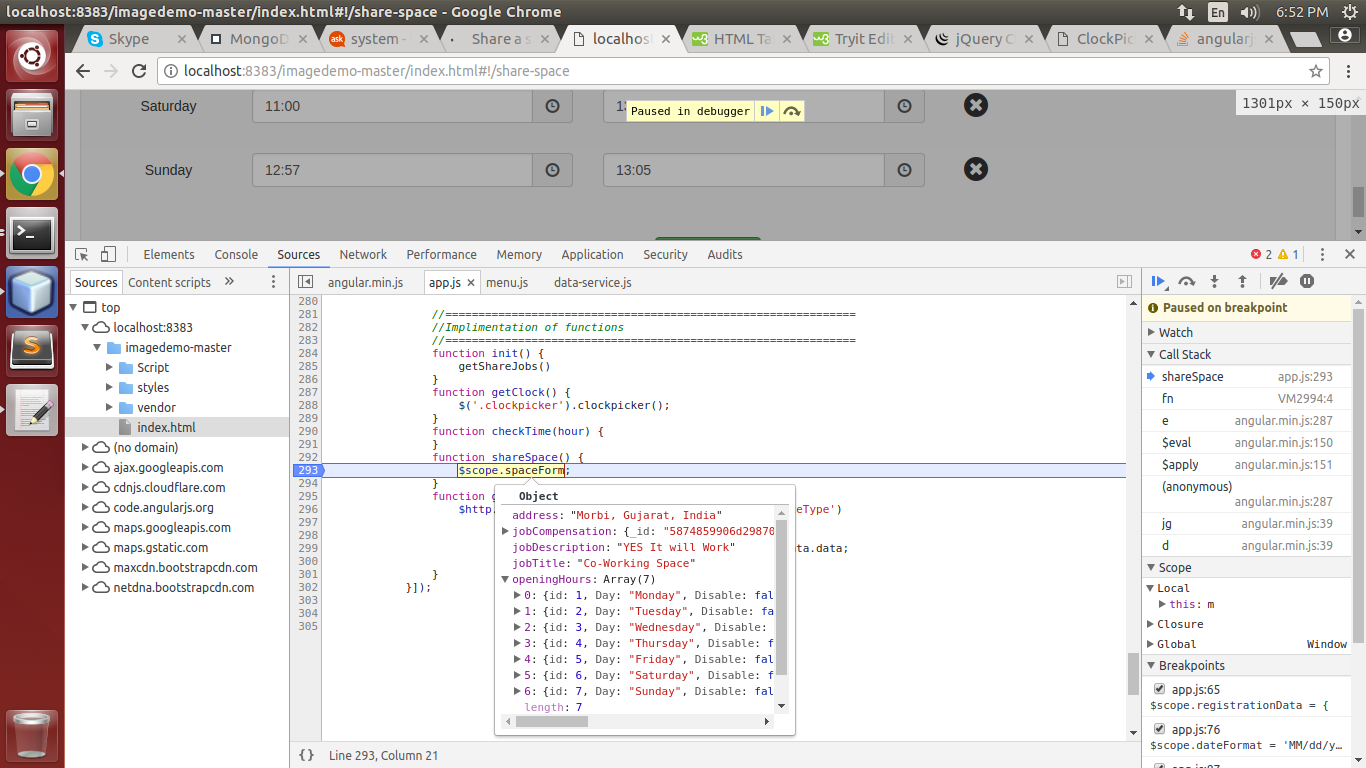 localhost:8383/imagedemo-master/index.html#!/share-space - Google Chrome En 6:52 PM
Skype MongoD system - Share a s localhost HTML Ta Tryit Edit jQuery C ClockPic angularj
localhost:8383/imagedemo-master/index.html#!/share-space
Saturday 11:00
Paused in debugger
1301px × 150px
Sunday 12:57 13:05
Elements Console Sources Network Performance Memory Application Security Audits 2 1
Sources Content scripts »
angular.min.js app.js menu.js data-service.js
top
localhost:8383
imagedemo-master
Script
styles
vendor
index.html
(no domain)
ajax.googleapis.com
cdnjs.cloudflare.com
code.angularjs.org
maps.googleapis.com
maps.gstatic.com
maxcdn.bootstrapcdn.com
netdna.bootstrapcdn.com
280
281 //==============================================================
282 //Implimentation of functions
283 //==============================================================
284 function init() {
285 getShareJobs()
286 }
287 function getClock() {
288 $('.clockpicker').clockpicker();
289 }
290 function checkTime(hour) {
291 }
292 function shareSpace() {
293 $scope.spaceForm;
294 }
295 function g
296 $http. eType')
297
298
299 ta.data;
300
301 }
302 }]);
303
304
305
Object
address: "Morbi, Gujarat, India"
jobCompensation: {_id: "5874859906d29870
jobDescription: "YES It will Work"
jobTitle: "Co-Working Space"
openingHours: Array(7)
0: {id: 1, Day: "Monday", Disable: fal
1: {id: 2, Day: "Tuesday", Disable: fa
2: {id: 3, Day: "Wednesday", Disable:
3: {id: 4, Day: "Thursday", Disable: f
4: {id: 5, Day: "Friday", Disable: fal
5: {id: 6, Day: "Saturday", Disable: f
6: {id: 7, Day: "Sunday", Disable: fal
length: 7
{} Line 293, Column 21
Paused on breakpoint
Watch
Call Stack
shareSpace app.js:293
fn VM2994:4
e angular.min.js:287
$eval angular.min.js:150
$apply angular.min.js:151
(anonymous)
angular.min.js:287
jg angular.min.js:39
d angular.min.js:39
Scope
Local
this: m
Closure
Global Window
Breakpoints
app.js:65
$scope.registrationData = {
app.js:76
$scope.dateFormat = 'MM/dd/y…